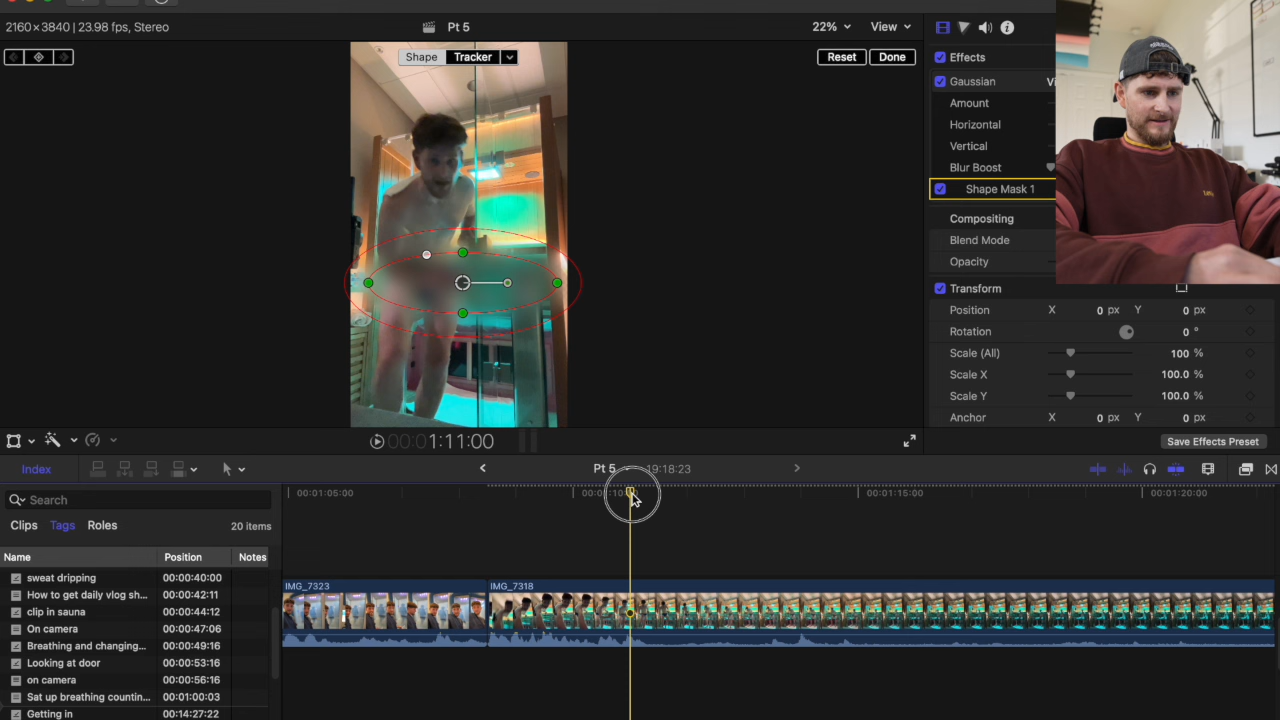 2160×3840 | 23.98 fps, Stereo
Pt 5
22%
View
Shape
Tracker
Reset
Done
Effects
Gaussian
Amount
Horizontal
Vertical
Blur Boost
Shape Mask 1
Compositing
Blend Mode
Opacity
Transform
Position X 0 px Y 0 px
Rotation 0 °
Scale (All) 100 %
Scale X 100.0 %
Scale Y 100.0 %
Anchor X 0 px Y 0 px
00:01:11:00
Save Effects Preset
Index
Pt 5
19:18:23
Search
Clips Tags Roles 20 items
Name Position Notes
sweat dripping 00:00:40:00
How to get daily vlog sh... 00:00:42:11
clip in sauna 00:00:44:12
On camera 00:00:47:06
Breathing and changing... 00:00:49:16
Looking at door 00:00:53:16
on camera 00:00:56:16
Sat up breathing countin... 00:01:00:03
Getting in 00:14:27:22
00:01:05:00
00:01:15:00
00:01:20:00
IMG_7323
IMG_7318